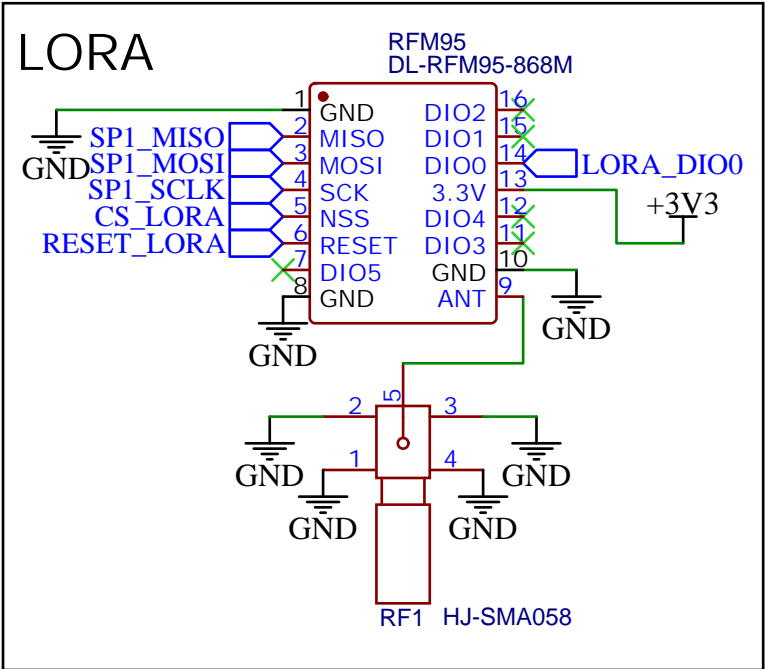 LORA
RFM95
DL-RFM95-868M
1 GND DIO2 16
SP1_MISO 2 MISO DIO1 15
SP1_MOSI 3 MOSI DIO0 14 LORA_DIO0
SP1_SCLK 4 SCK 3.3V 13
CS_LORA 5 NSS DIO4 12
RESET_LORA 6 RESET DIO3 11
7 DIO5 GND 10
8 GND ANT 9
GND
+3V3
GND
GND
5
2 3
1 4
GND
GND
GND
GND
RF1 HJ-SMA058